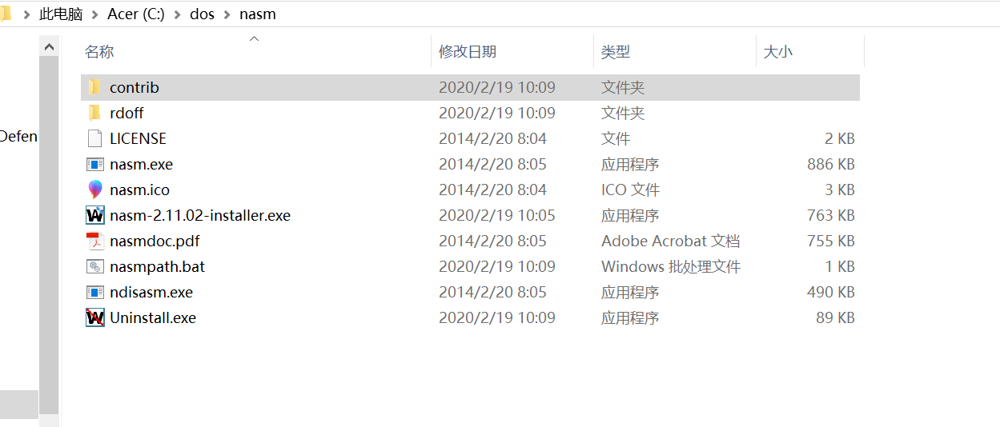 此电脑 > Acer (C:) > dos > nasm
名称 修改日期 类型 大小
contrib 2020/2/19 10:09 文件夹
rdoff 2020/2/19 10:09 文件夹
Defen
LICENSE 2014/2/20 8:04 文件 2 KB
nasm.exe 2014/2/20 8:05 应用程序 886 KB
nasm.ico 2014/2/20 8:04 ICO 文件 3 KB
nasm-2.11.02-installer.exe 2020/2/19 10:05 应用程序 763 KB
nasmdoc.pdf 2014/2/20 8:05 Adobe Acrobat 文档 755 KB
nasmpath.bat 2020/2/19 10:09 Windows 批处理文件 1 KB
ndisasm.exe 2014/2/20 8:05 应用程序 490 KB
Uninstall.exe 2020/2/19 10:09 应用程序 89 KB